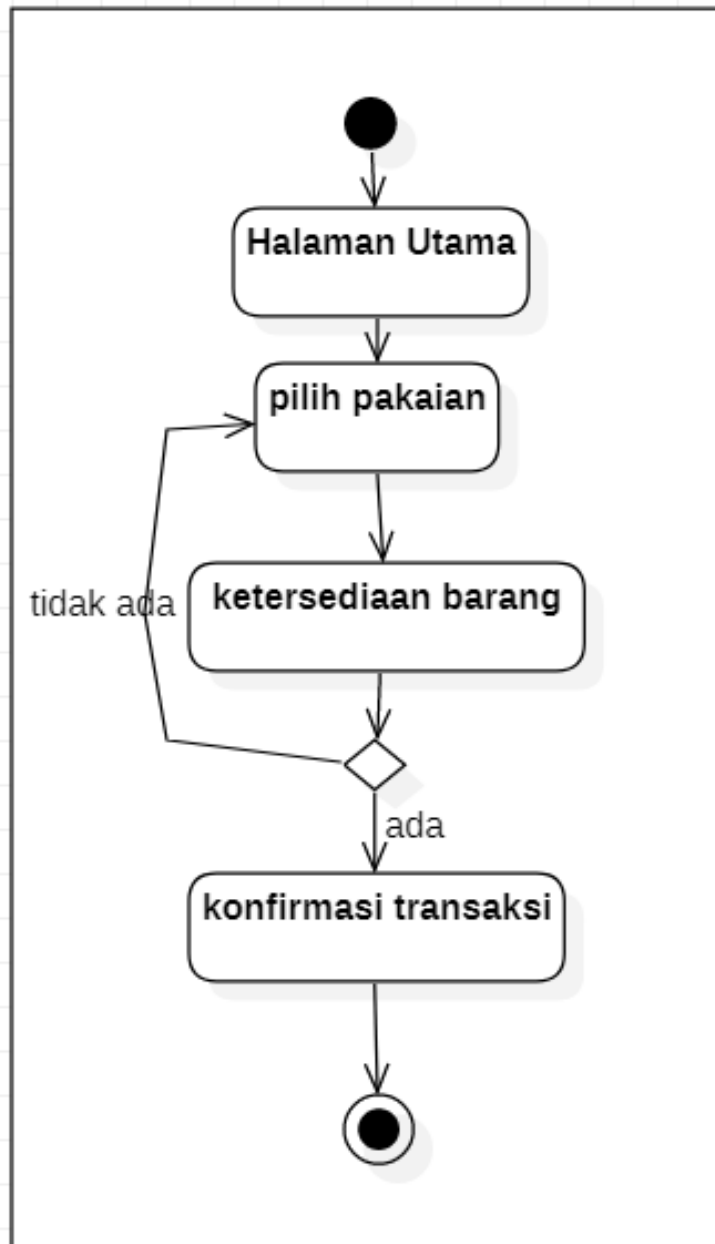 Halaman Utama
pilih pakaian
ketersediaan barang
tidak ada
ada
konfirmasi transaksi